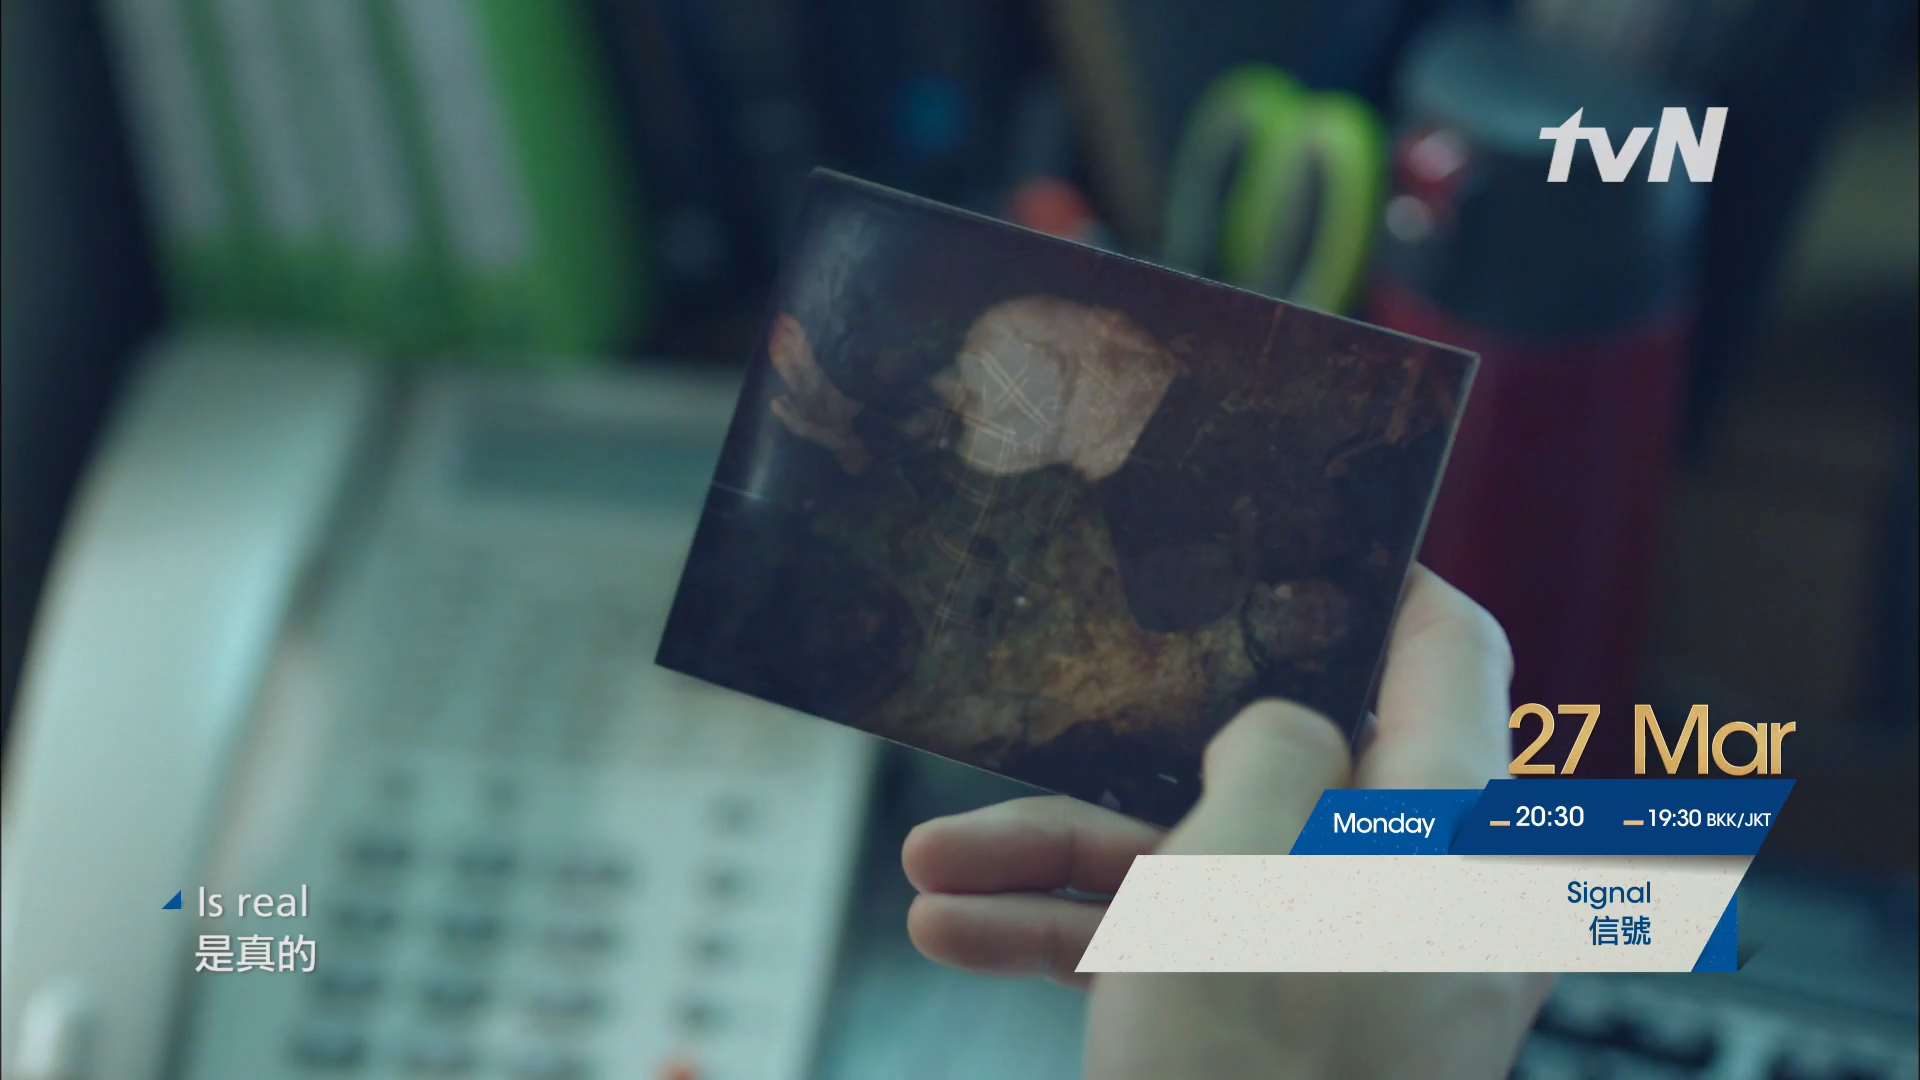 tvN
27 Mar
Monday
20:30
19:30 BKK/JKT
Signal
信號
Is real
是真的